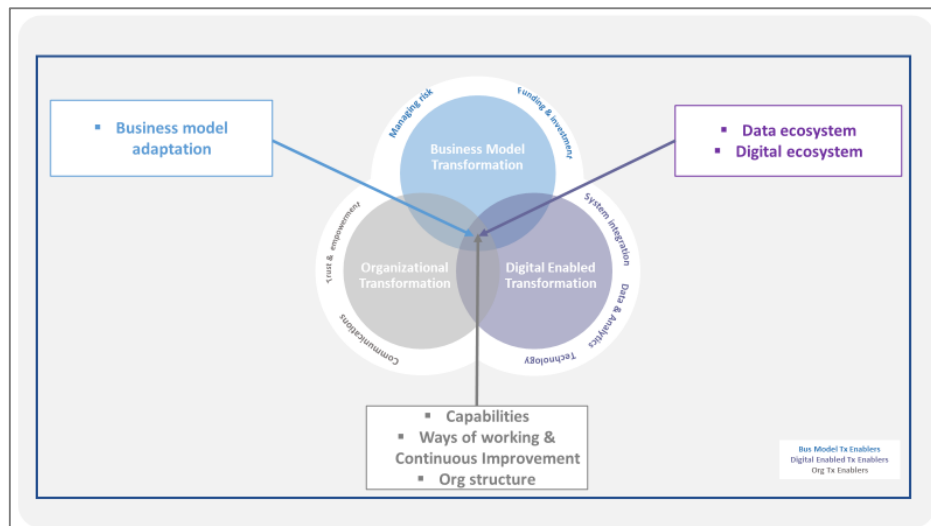 Managing risk
Funding & investment
▪ Business model
adaptation
▪ Data ecosystem
▪ Digital ecosystem
Business Model
Transformation
Trust & empowerment
System integration
Organizational
Transformation
Digital Enabled
Transformation
Data & Analytics
Communications
Technology
▪ Capabilities
▪ Ways of working &
Continuous Improvement
▪ Org structure
Bus Model Tx Enablers
Digital Enabled Tx Enablers
Org Tx Enablers